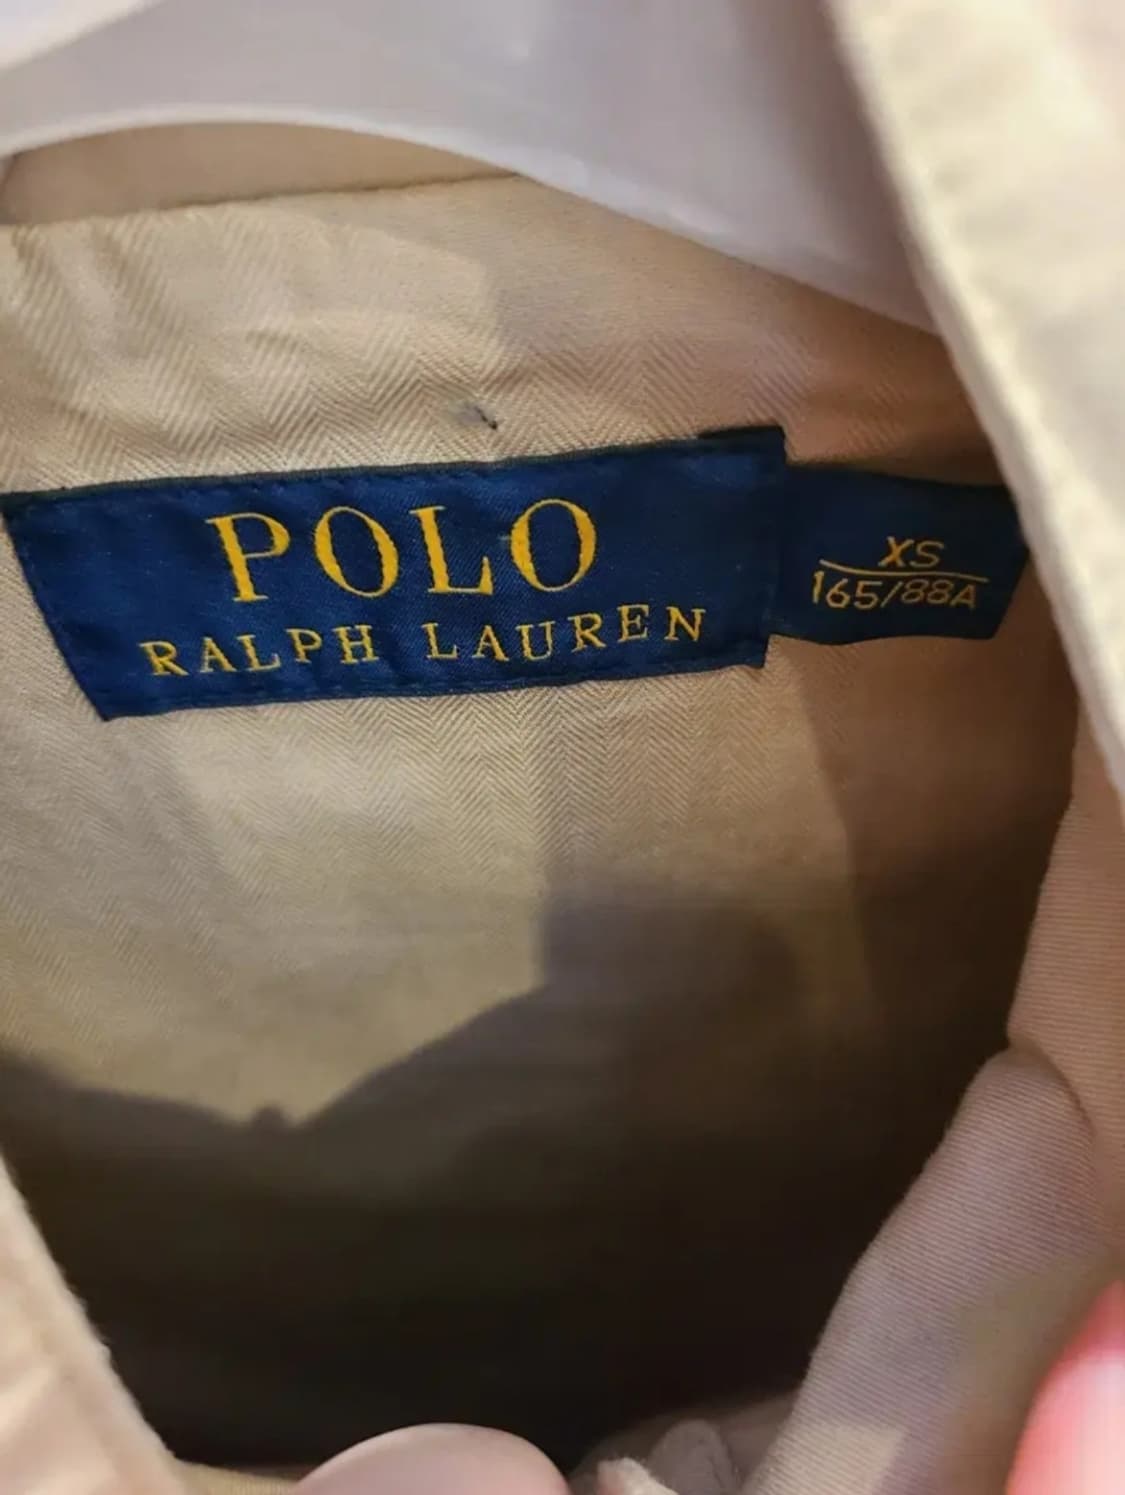 POLO
RALPH LAUREN
XS
165/88A